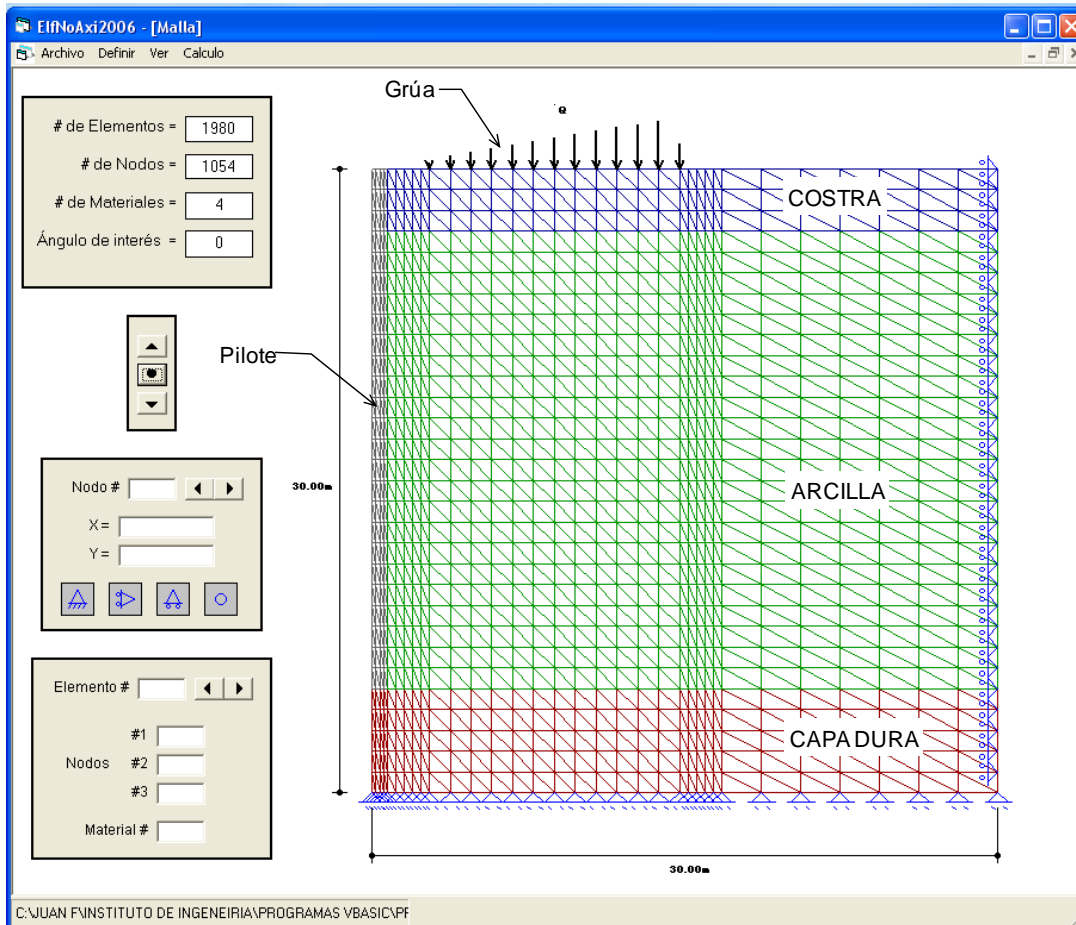 ElfNoAxi2006 - [Malla]
Archivo Definir Ver Calculo
# de Elementos = 1980
# de Nodos = 1054
# de Materiales = 4
Ángulo de interés = 0
Nodo #
X =
Y =
Elemento #
#1
Nodos #2
#3
Material #
Grúa
Q
COSTRA
Pilote
30.00m
ARCILLA
CAPA DURA
30.00m
C:\JUAN F\INSTITUTO DE INGENEIRIA\PROGRAMAS VBASIC\PF